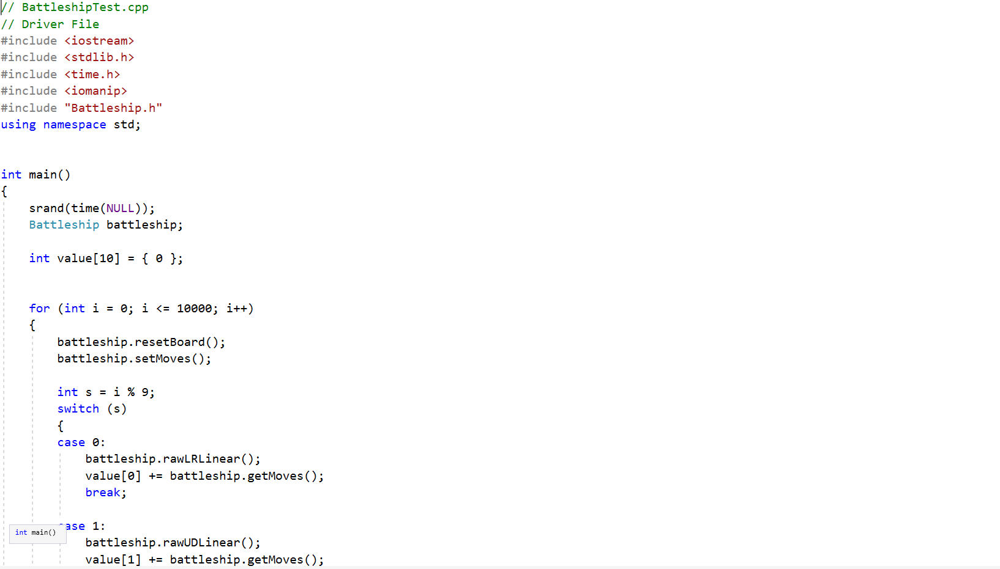 // BattleshipTest.cpp
// Driver File
#include <iostream>
#include <stdlib.h>
#include <time.h>
#include <iomanip>
#include "Battleship.h"
using namespace std;
int main()
{
srand(time(NULL));
Battleship battleship;
int value[10] = { 0 };
for (int i = 0; i <= 10000; i++)
{
battleship.resetBoard();
battleship.setMoves();
int s = i % 9;
switch (s)
{
case 0:
battleship.rawLRLinear();
value[0] += battleship.getMoves();
break;
case 1:
int main()
battleship.rawUDLinear();
value[1] += battleship.getMoves();